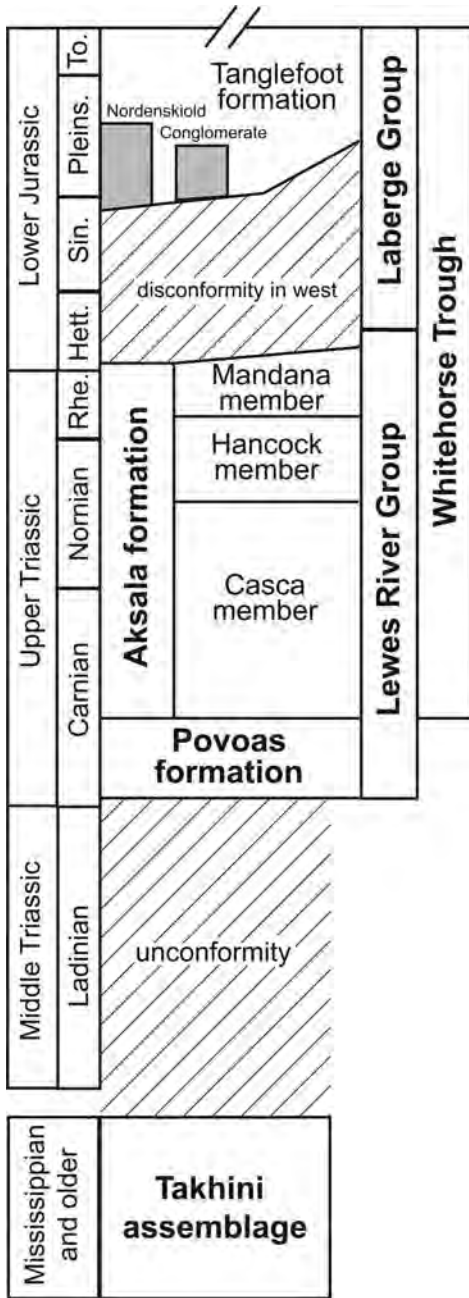 Lower Jurassic
To.
Pleins.
Sin.
Hett.
Upper Triassic
Rhe.
Nornian
Carnian
Middle Triassic
Ladinian
Mississippian
and older
Tanglefoot
formation
Nordenskiold
Conglomerate
disconformity in west
Aksala formation
Mandana
member
Hancock
member
Casca
member
Povoas
formation
unconformity
Takhini
assemblage
Laberge Group
Lewes River Group
Whitehorse Trough